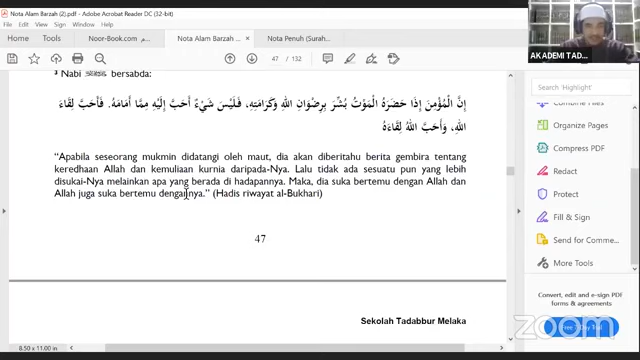 Nota Alam Barzah (2).pdf - Adobe Acrobat Reader DC (32-bit)
File Edit View Sign Window Help
Home Tools Noor-Book.com م... Nota Alam Barzah ... × Nota Penuh (Surah...
47 / 132
AKADEMI TAD...
Nabi ﷺ bersabda:
إِنَّ الْمُؤْمِنَ إِذَا حَضَرَهُ الْمَوْتُ بُشِّرَ بِرِضْوَانِ اللهِ وَكَرَامَتِهِ، فَلَيْسَ شَيْءٌ أَحَبَّ إِلَيْهِ مِمَّا أَمَامَهُ. فَأَحَبَّ لِقَاءَ
اللهِ، وَأَحَبَّ اللهُ لِقَاءَهُ
“Apabila seseorang mukmin didatangi oleh maut, dia akan diberitahu berita gembira tentang
keredhaan Allah dan kemuliaan kurnia daripada-Nya. Lalu tidak ada sesuatu pun yang lebih
disukai-Nya melainkan apa yang berada di hadapannya. Maka, dia suka bertemu dengan Allah dan
Allah juga suka bertemu dengannya.” (Hadis riwayat al-Bukhari)
47
Sekolah Tadabbur Melaka
8.50 x 11.00 in
Search 'Highlight'
Combine Files
Organize Pages
Compress PDF
Redact
Protect
Fill & Sign
Send for Comme...
More Tools
Convert, edit and e-sign PDF
forms & agreements
Free 7-Day Trial
zoom